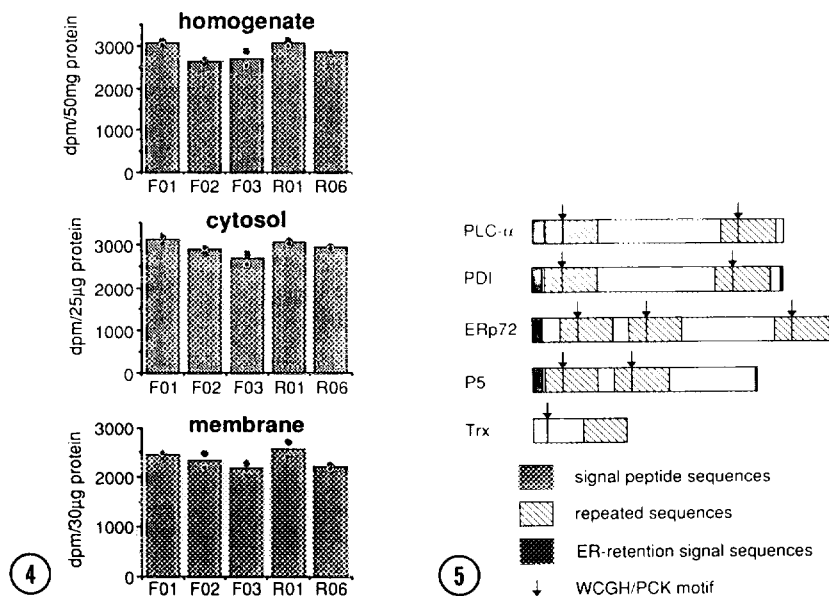 homogenate
dpm/50mg protein
3000
2000
1000
0
F01 F02 F03 R01 R06
cytosol
dpm/25µg protein
3000
2000
1000
0
F01 F02 F03 R01 R06
membrane
dpm/30µg protein
3000
2000
1000
0
F01 F02 F03 R01 R06
4
PLC-α
PDI
ERp72
P5
Trx
signal peptide sequences
repeated sequences
ER-retention signal sequences
WCGH/PCK motif
5